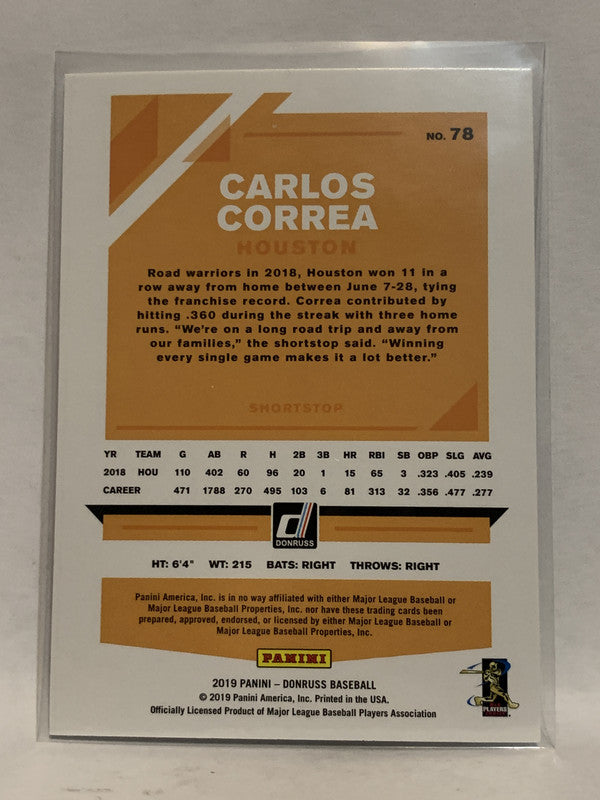 NO. 78
CARLOS
CORREA
HOUSTON
Road warriors in 2018, Houston won 11 in a
row away from home between June 7-28, tying
the franchise record. Correa contributed by
hitting .360 during the streak with three home
runs. “We're on a long road trip and away from
our families,” the shortstop said. “Winning
every single game makes it a lot better.”
SHORTSTOP
YR TEAM G AB R H 2B 3B HR RBI SB OBP SLG AVG
2018 HOU 110 402 60 96 20 1 15 65 3 .323 .405 .239
CAREER 471 1788 270 495 103 6 81 313 32 .356 .477 .277
d
DONRUSS
HT: 6'4" WT: 215 BATS: RIGHT THROWS: RIGHT
Panini America, Inc. is in no way affiliated with either Major League Baseball or
Major League Baseball Properties, Inc. nor have these trading cards been
prepared, approved, endorsed, or licensed by either Major League Baseball or
Major League Baseball Properties, Inc.
PANINI
2019 PANINI – DONRUSS BASEBALL
© 2019 Panini America, Inc. Printed in the USA.
Officially Licensed Product of Major League Baseball Players Association
PLAYERS